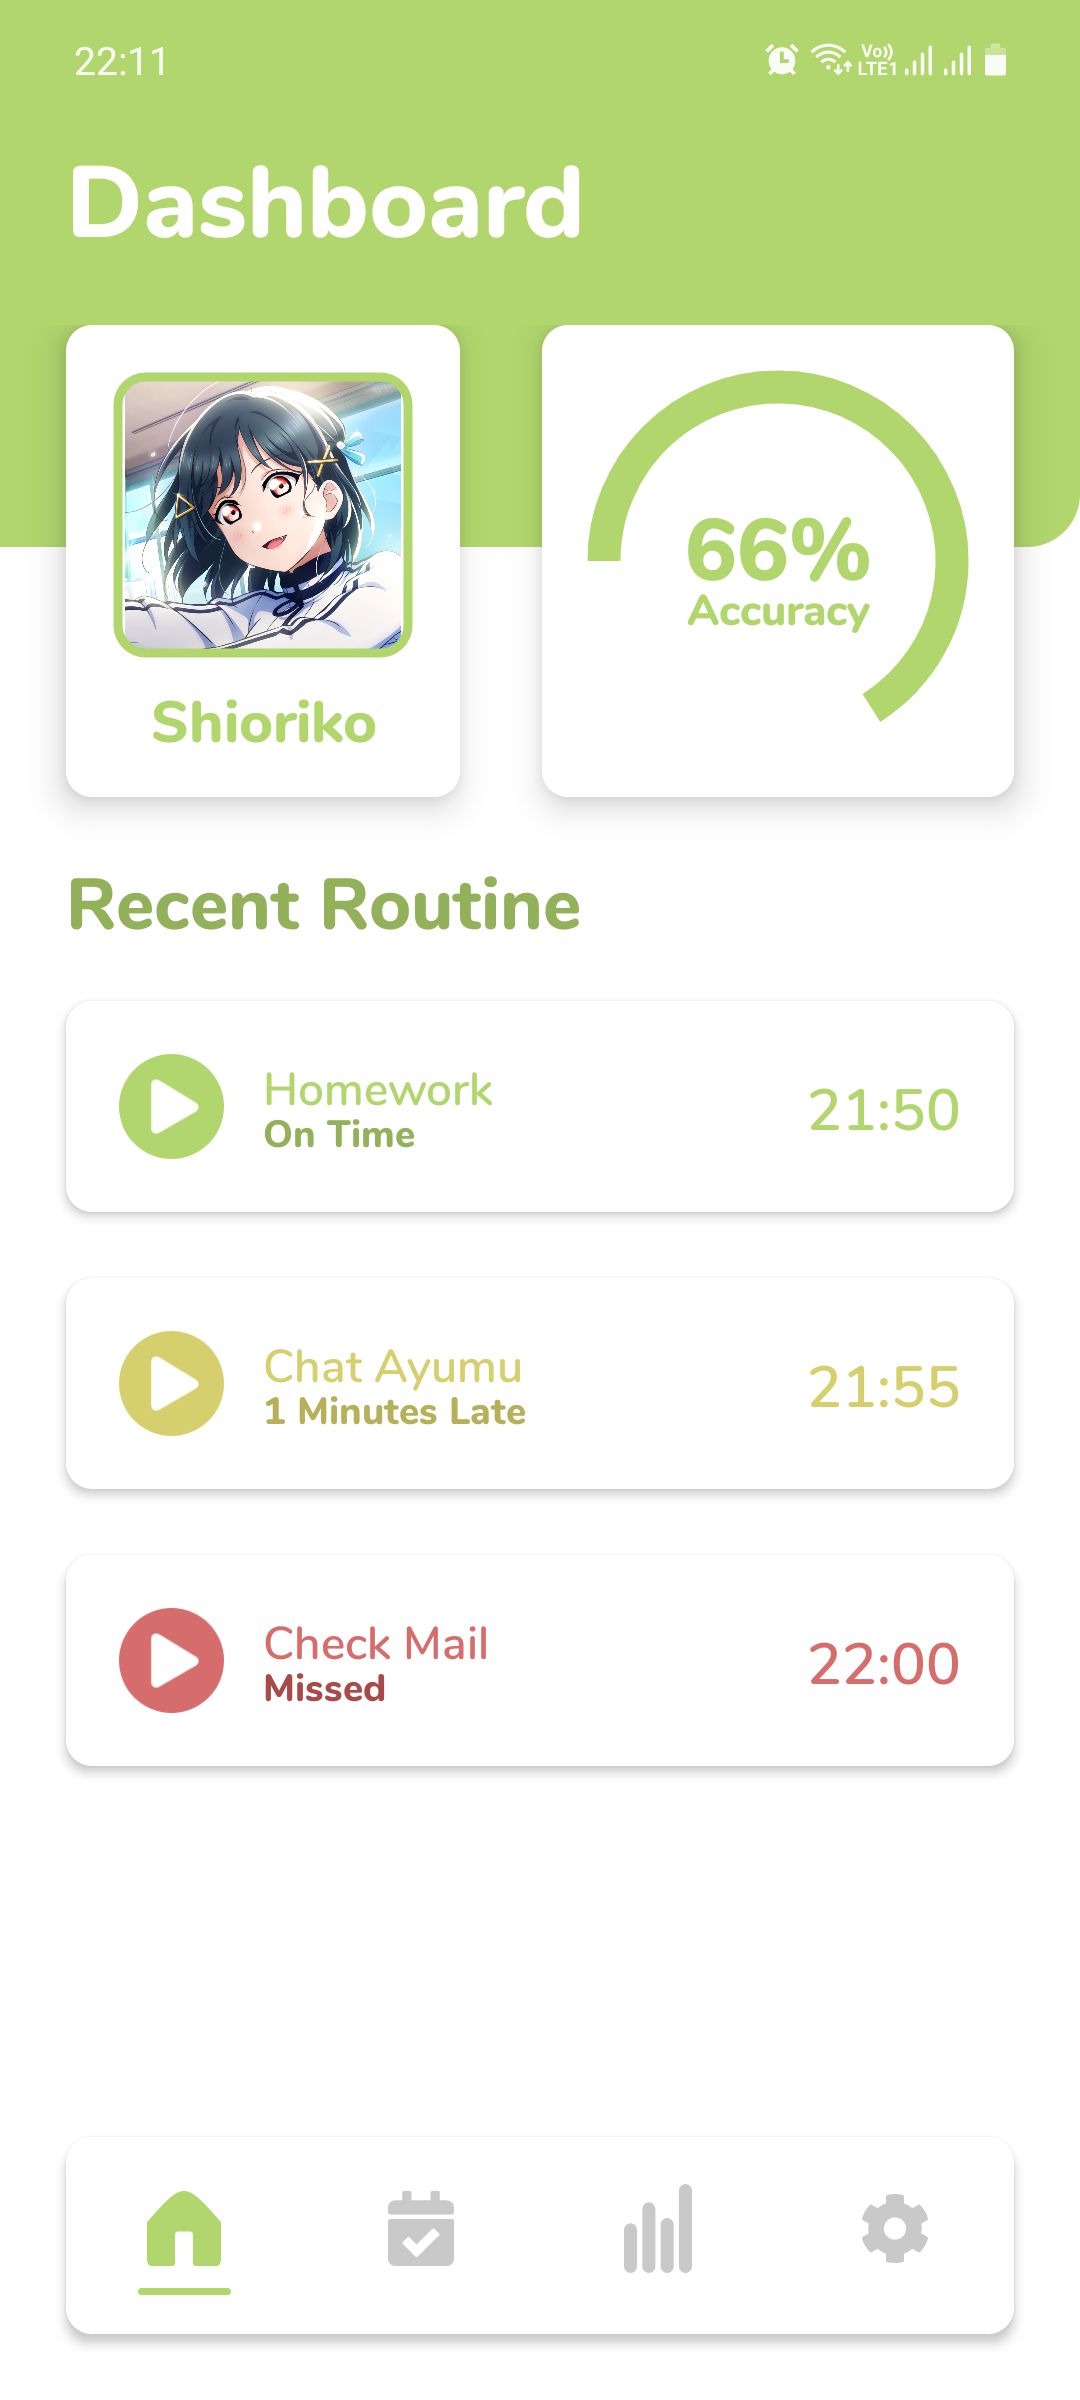 22:11
Vo))
LTE1
Dashboard
Shioriko
66%
Accuracy
Recent Routine
Homework
On Time
21:50
Chat Ayumu
1 Minutes Late
21:55
Check Mail
Missed
22:00